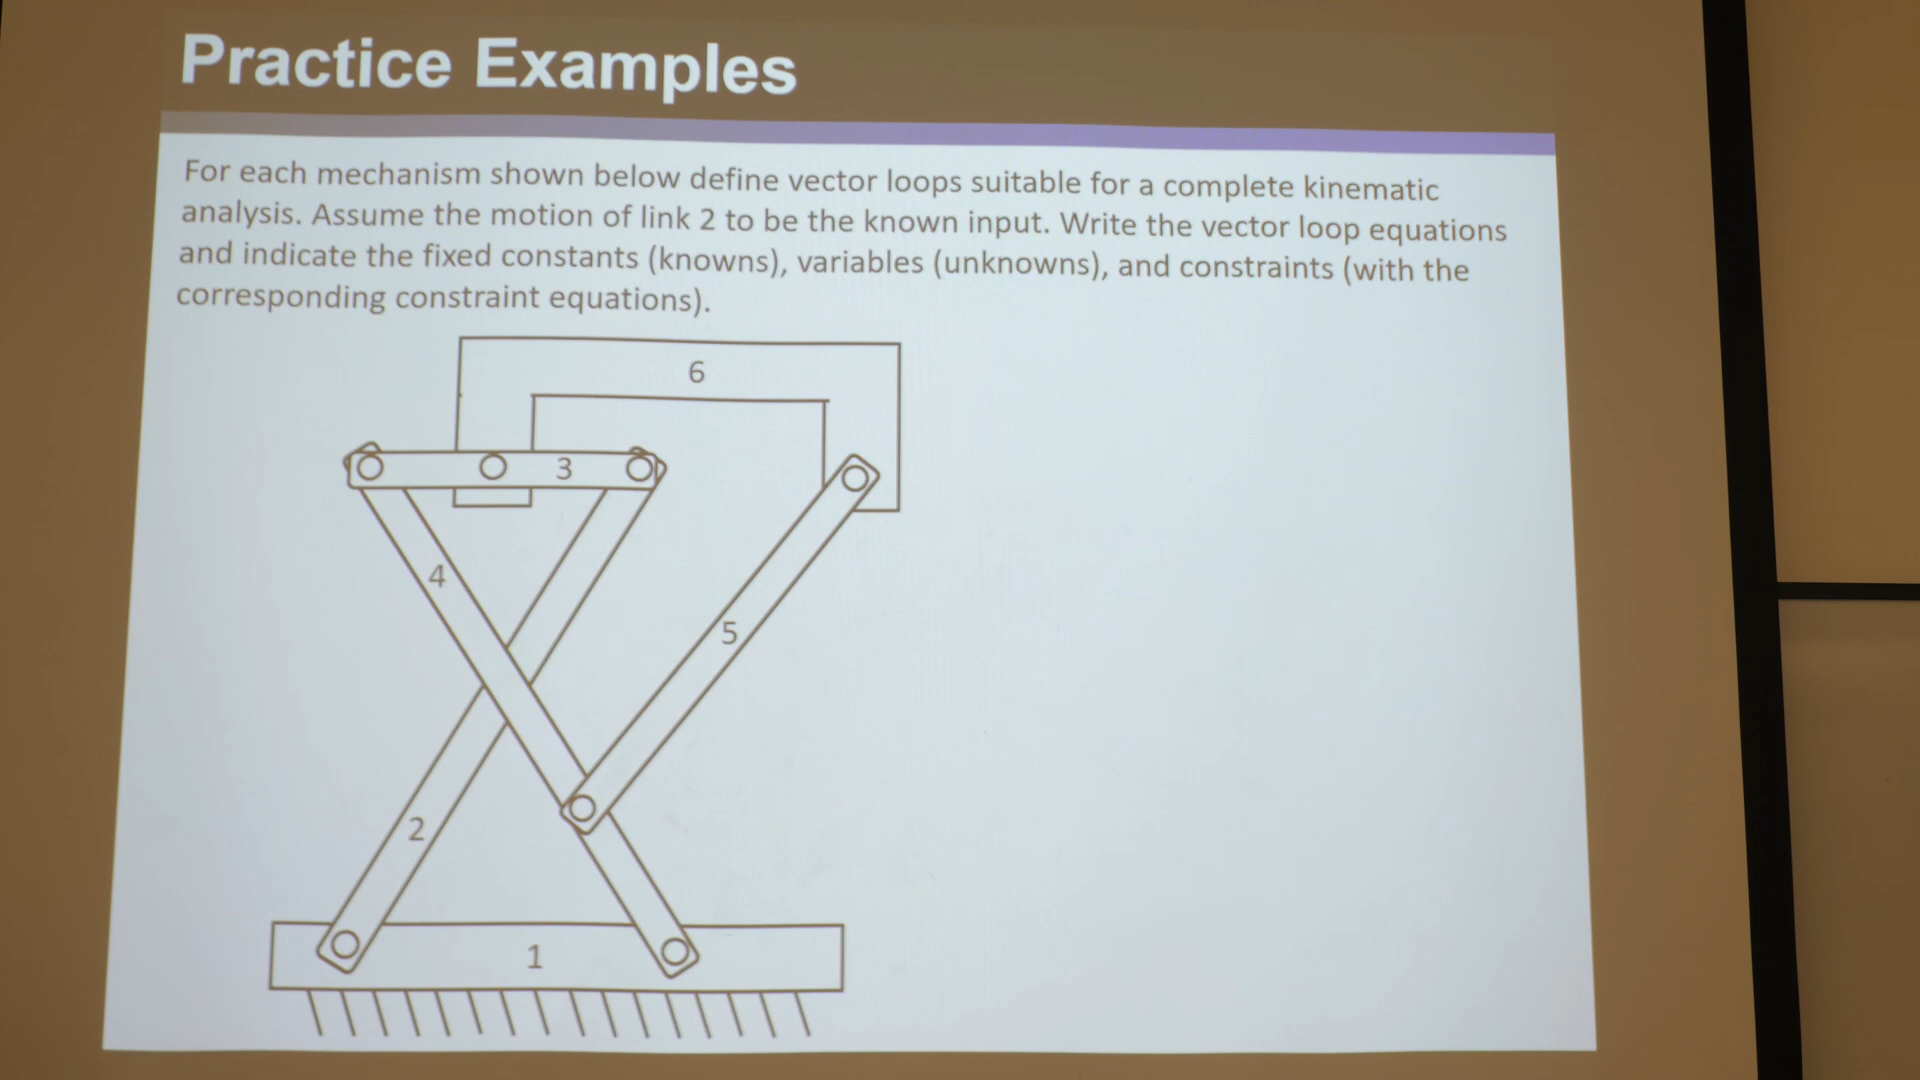 Practice Examples
For each mechanism shown below define vector loops suitable for a complete kinematic
analysis. Assume the motion of link 2 to be the known input. Write the vector loop equations
and indicate the fixed constants (knowns), variables (unknowns), and constraints (with the
corresponding constraint equations).
6
3
4
5
2
1